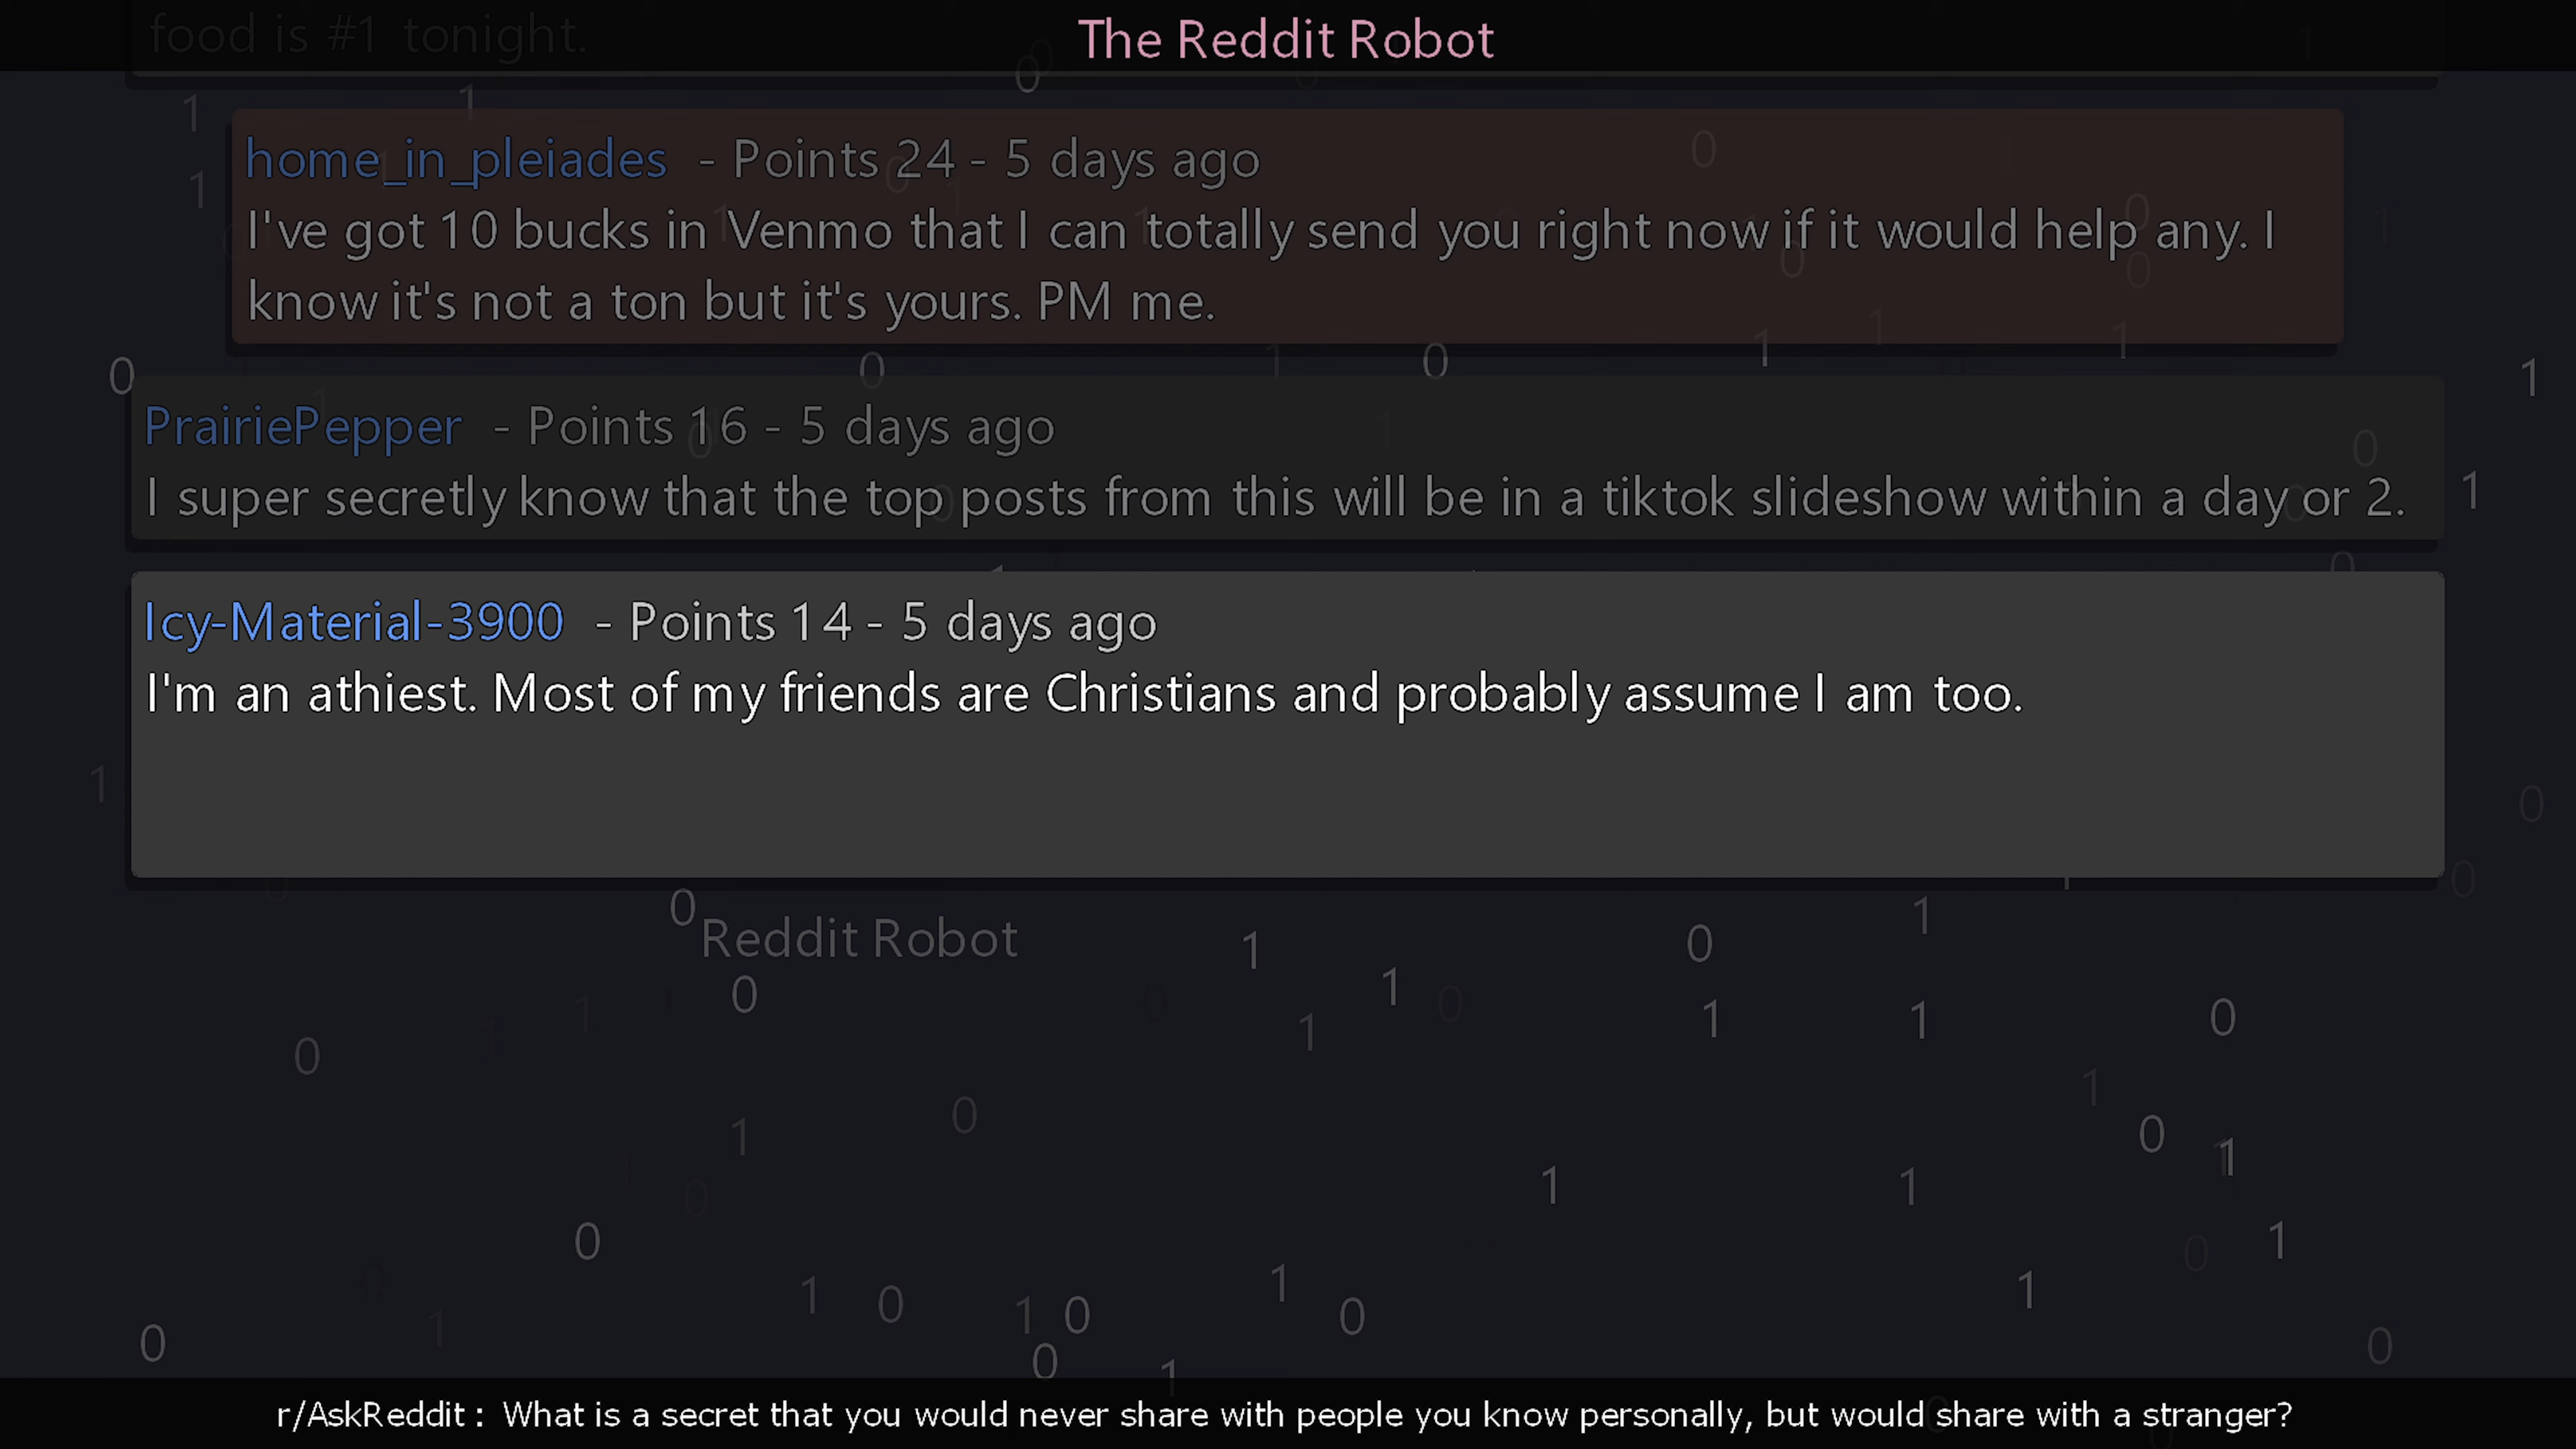 food is #1 tonight.
The Reddit Robot
home_in_pleiades - Points 24 - 5 days ago
I've got 10 bucks in Venmo that I can totally send you right now if it would help any. I
know it's not a ton but it's yours. PM me.
PrairiePepper - Points 16 - 5 days ago
I super secretly know that the top posts from this will be in a tiktok slideshow within a day or 2.
Icy-Material-3900 - Points 14 - 5 days ago
I'm an athiest. Most of my friends are Christians and probably assume I am too.
Reddit Robot
r/AskReddit : What is a secret that you would never share with people you know personally, but would share with a stranger?